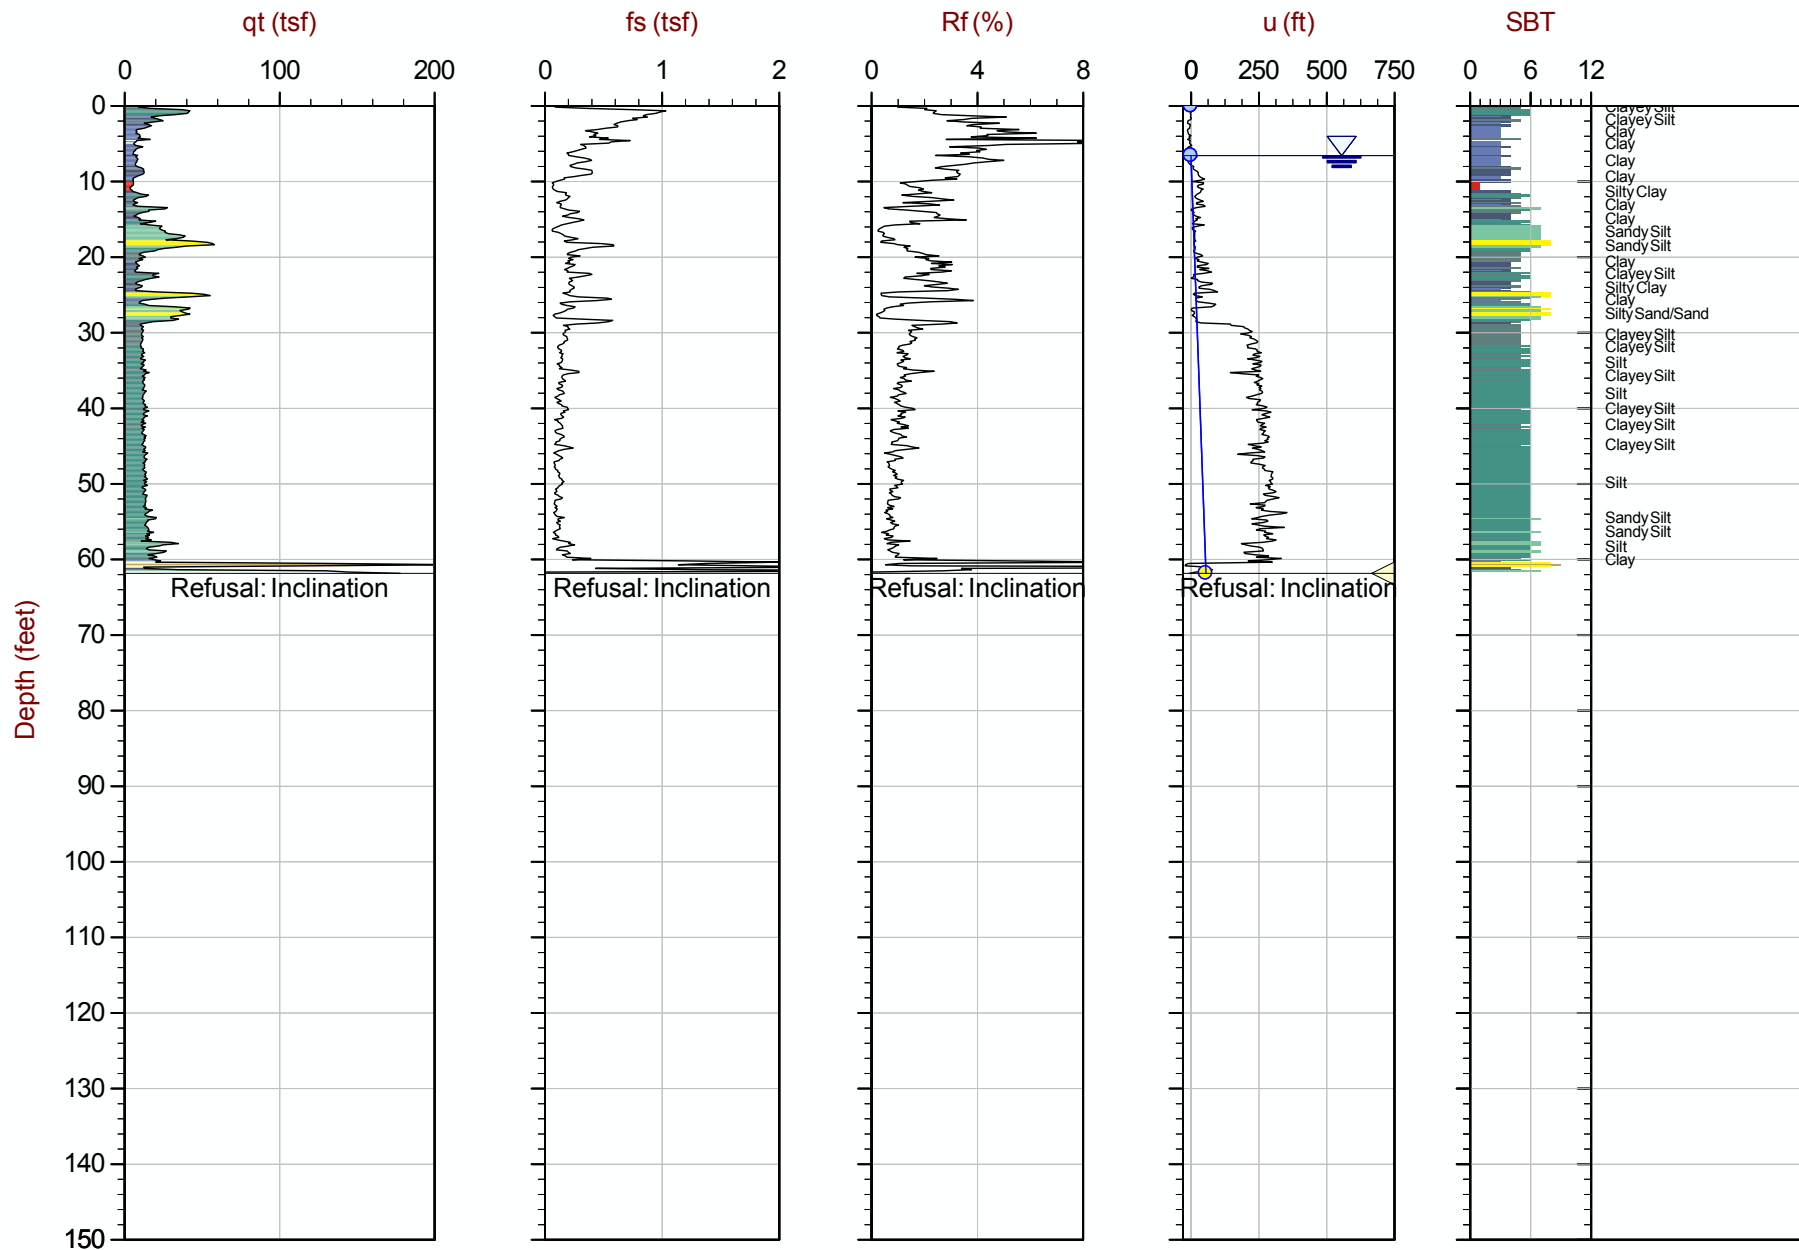 qt (tsf) fs (tsf) Rf (%) u (ft) SBT
0 100 200 0 1 2 0 4 8 0 250 500 750 0 6 12
0
10
20
30
40
50
60
70
80
90
100
110
120
130
140
150
Depth (feet)
Refusal: Inclination Refusal: Inclination Refusal: Inclination Refusal: Inclination
Clayey Silt
Clayey Silt
Clay
Clay
Clay
Clay
Silty Clay
Clay
Clay
Sandy Silt
Sandy Silt
Clay
Clayey Silt
Silty Clay
Clay
Silty Sand/Sand
Clayey Silt
Clayey Silt
Silt
Clayey Silt
Silt
Clayey Silt
Clayey Silt
Clayey Silt
Silt
Sandy Silt
Sandy Silt
Silt
Clay